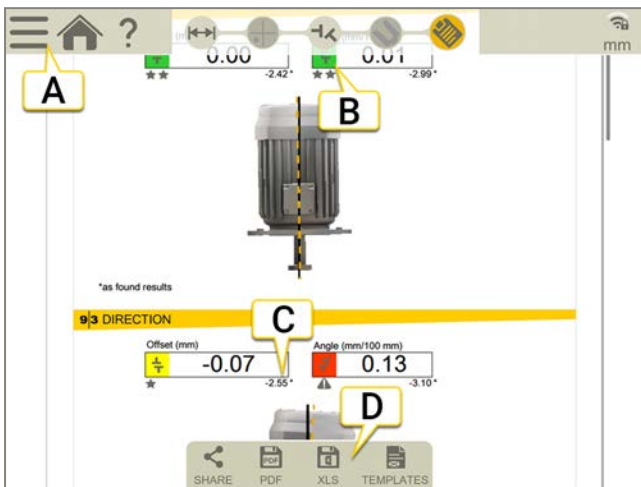 ?
mm
A
0.00
0.01
-2.42*
-2.99*
B
*as found results
9|3 DIRECTION
C
Offset (mm)
Angle (mm/100 mm)
-0.07
0.13
-2.55*
-3.10*
D
SHARE
PDF
PDF
XLS
TEMPLATES